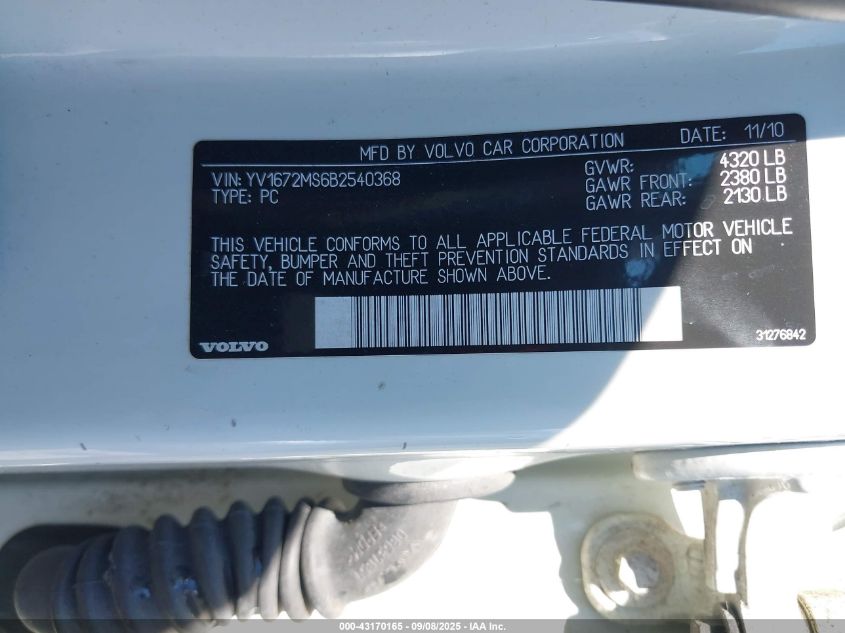 MFD BY VOLVO CAR CORPORATION DATE: 11/10
VIN: YV1672MS6B2540368 GVWR: 4320 LB
TYPE: PC GAWR FRONT: 2380 LB
GAWR REAR: 2130 LB
THIS VEHICLE CONFORMS TO ALL APPLICABLE FEDERAL MOTOR VEHICLE
SAFETY, BUMPER AND THEFT PREVENTION STANDARDS IN EFFECT ON
THE DATE OF MANUFACTURE SHOWN ABOVE.
VOLVO 31276842
000-43170165 - 09/08/2025 - IAA Inc.